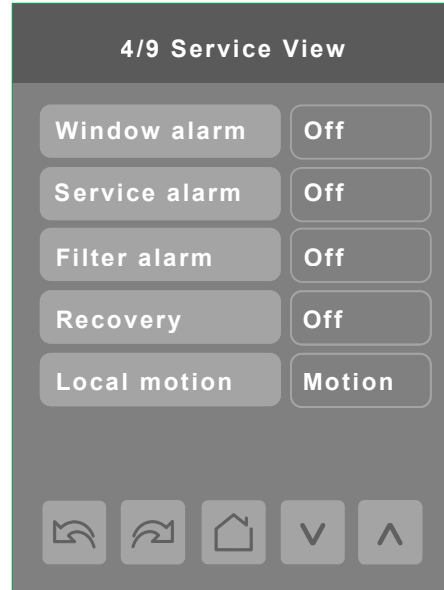 4/9 Service View
Window alarm Off
Service alarm Off
Filter alarm Off
Recovery Off
Local motion Motion